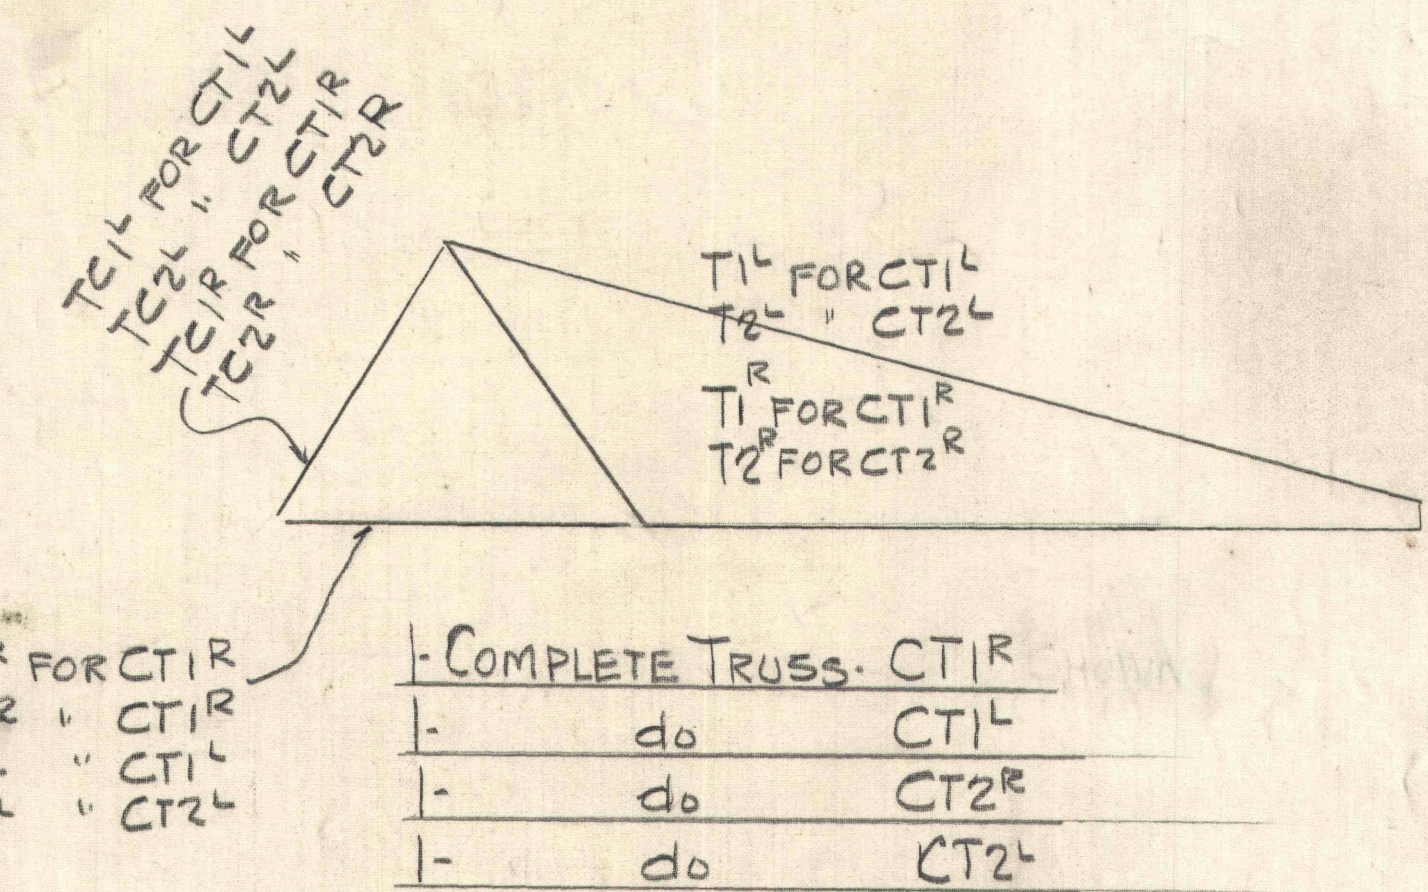 TC1ᴸ FOR CT1ᴸ
TC2ᴸ " CT2ᴸ
TC1R FOR CT1R
TC2R " CT2R
T1ᴸ FOR CT1ᴸ
T2ᴸ " CT2ᴸ
T1ᴿ FOR CT1ᴿ
T2ᴿ FOR CT2ᴿ
R FOR CT1R
" CT1ᴿ
" CT1ᴸ
L " CT2ᴸ
1- COMPLETE TRUSS. CT1ᴿ
1- do CT1ᴸ
1- do CT2ᴿ
1- do CT2ᴸ